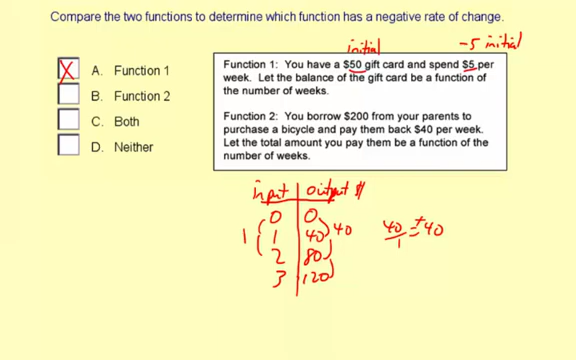 Compare the two functions to determine which function has a negative rate of change.
initial
-5 initial
X A. Function 1
B. Function 2
C. Both
D. Neither
Function 1: You have a $50 gift card and spend $5 per
week. Let the balance of the gift card be a function of
the number of weeks.
Function 2: You borrow $200 from your parents to
purchase a bicycle and pay them back $40 per week.
Let the total amount you pay them be a function of the
number of weeks.
input output $
0 0
1 1 40 40
2 80
3 120
40/1 = +40